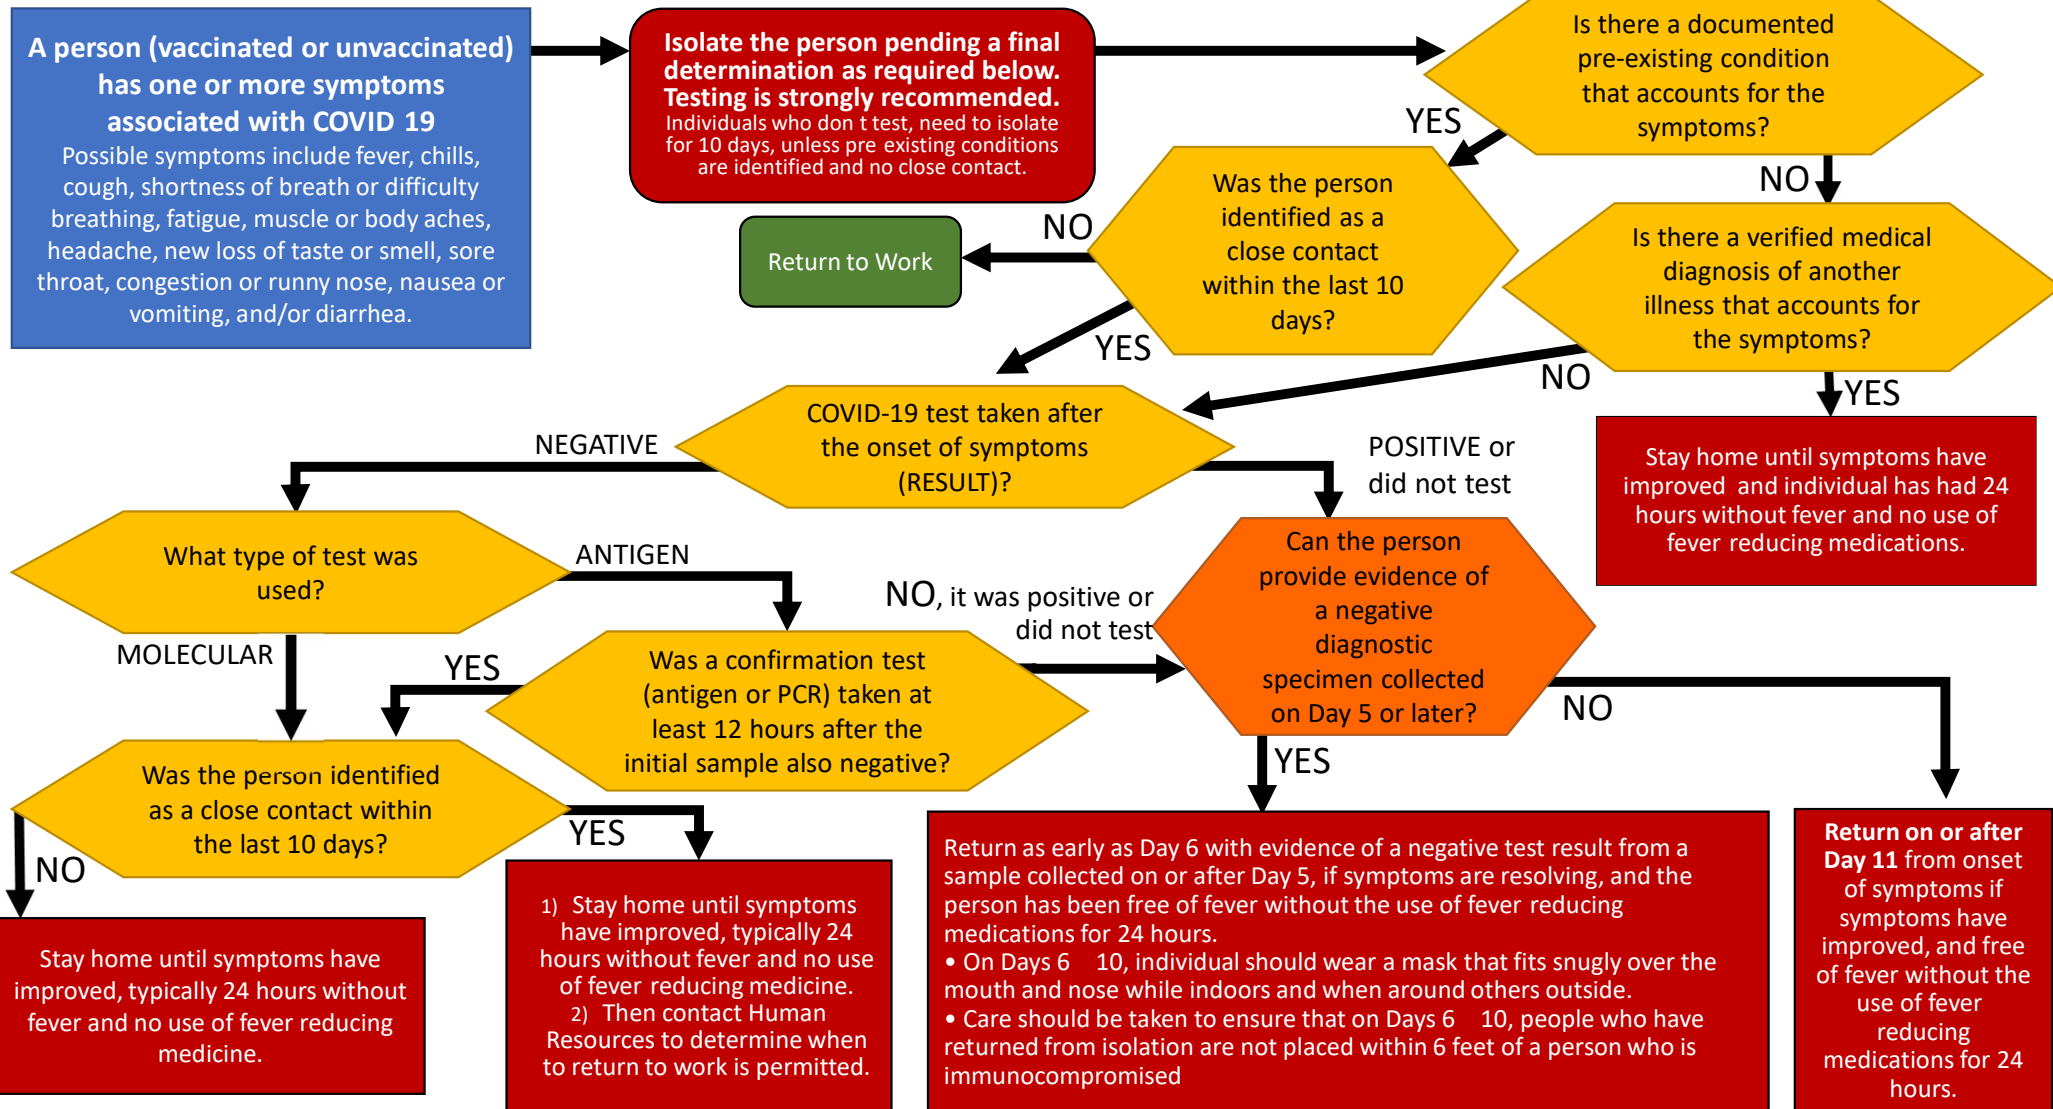 A person (vaccinated or unvaccinated)
has one or more symptoms
associated with COVID 19
Possible symptoms include fever, chills,
cough, shortness of breath or difficulty
breathing, fatigue, muscle or body aches,
headache, new loss of taste or smell, sore
throat, congestion or runny nose, nausea or
vomiting, and/or diarrhea.
Isolate the person pending a final
determination as required below.
Testing is strongly recommended.
Individuals who don t test, need to isolate
for 10 days, unless pre existing conditions
are identified and no close contact.
Is there a documented
pre-existing condition
that accounts for the
symptoms?
YES
NO
Was the person
identified as a
close contact
within the last 10
days?
NO
Return to Work
YES
Is there a verified medical
diagnosis of another
illness that accounts for
the symptoms?
NO
YES
Stay home until symptoms have
improved and individual has had 24
hours without fever and no use of
fever reducing medications.
COVID-19 test taken after
the onset of symptoms
(RESULT)?
NEGATIVE
POSITIVE or
did not test
What type of test was
used?
ANTIGEN
MOLECULAR
Was a confirmation test
(antigen or PCR) taken at
least 12 hours after the
initial sample also negative?
YES
NO, it was positive or
did not test
Can the person
provide evidence of
a negative
diagnostic
specimen collected
on Day 5 or later?
NO
YES
Was the person identified
as a close contact within
the last 10 days?
NO
YES
Stay home until symptoms have
improved, typically 24 hours without
fever and no use of fever reducing
medicine.
1) Stay home until symptoms
have improved, typically 24
hours without fever and no use
of fever reducing medicine.
2) Then contact Human
Resources to determine when
to return to work is permitted.
Return as early as Day 6 with evidence of a negative test result from a
sample collected on or after Day 5, if symptoms are resolving, and the
person has been free of fever without the use of fever reducing
medications for 24 hours.
• On Days 6 10, individual should wear a mask that fits snugly over the
mouth and nose while indoors and when around others outside.
• Care should be taken to ensure that on Days 6 10, people who have
returned from isolation are not placed within 6 feet of a person who is
immunocompromised
Return on or after
Day 11 from onset
of symptoms if
symptoms have
improved, and free
of fever without the
use of fever
reducing
medications for 24
hours.